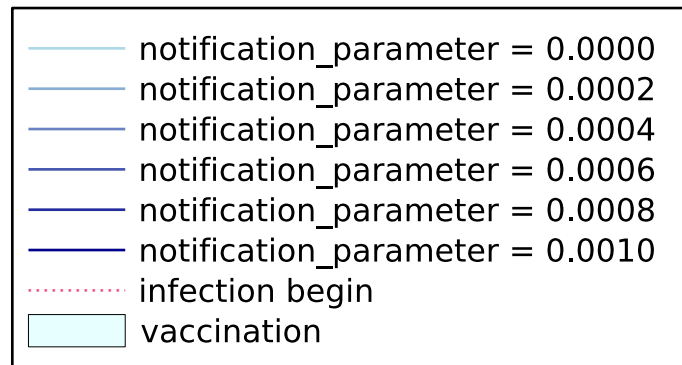 notification_parameter = 0.0000
notification_parameter = 0.0002
notification_parameter = 0.0004
notification_parameter = 0.0006
notification_parameter = 0.0008
notification_parameter = 0.0010
infection begin
vaccination